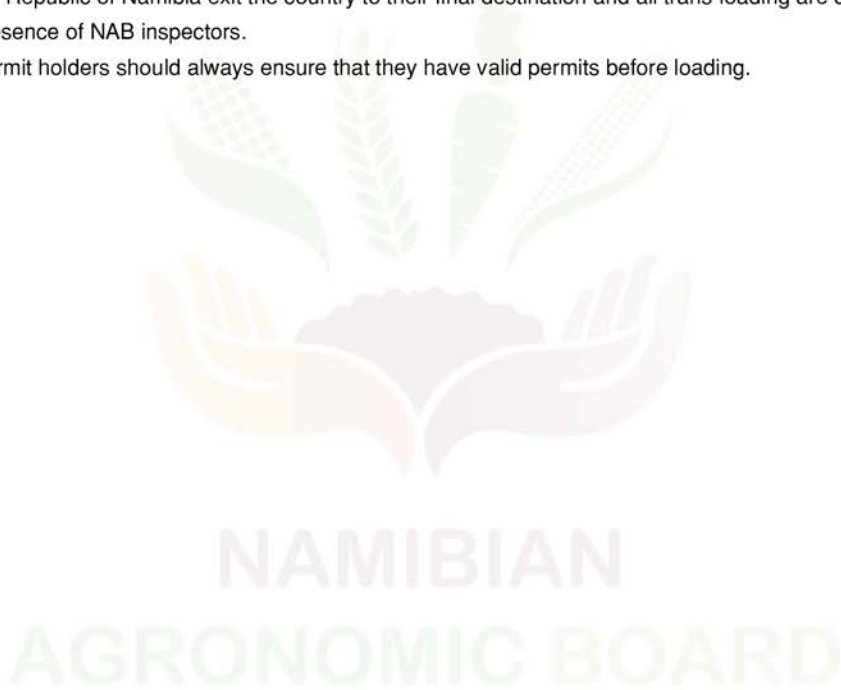 Republic of Namibia exit the country to their final destination and all trans-loading are
sence of NAB inspectors.
rmit holders should always ensure that they have valid permits before loading.
NAMIBIAN
AGRONOMIC BOARD